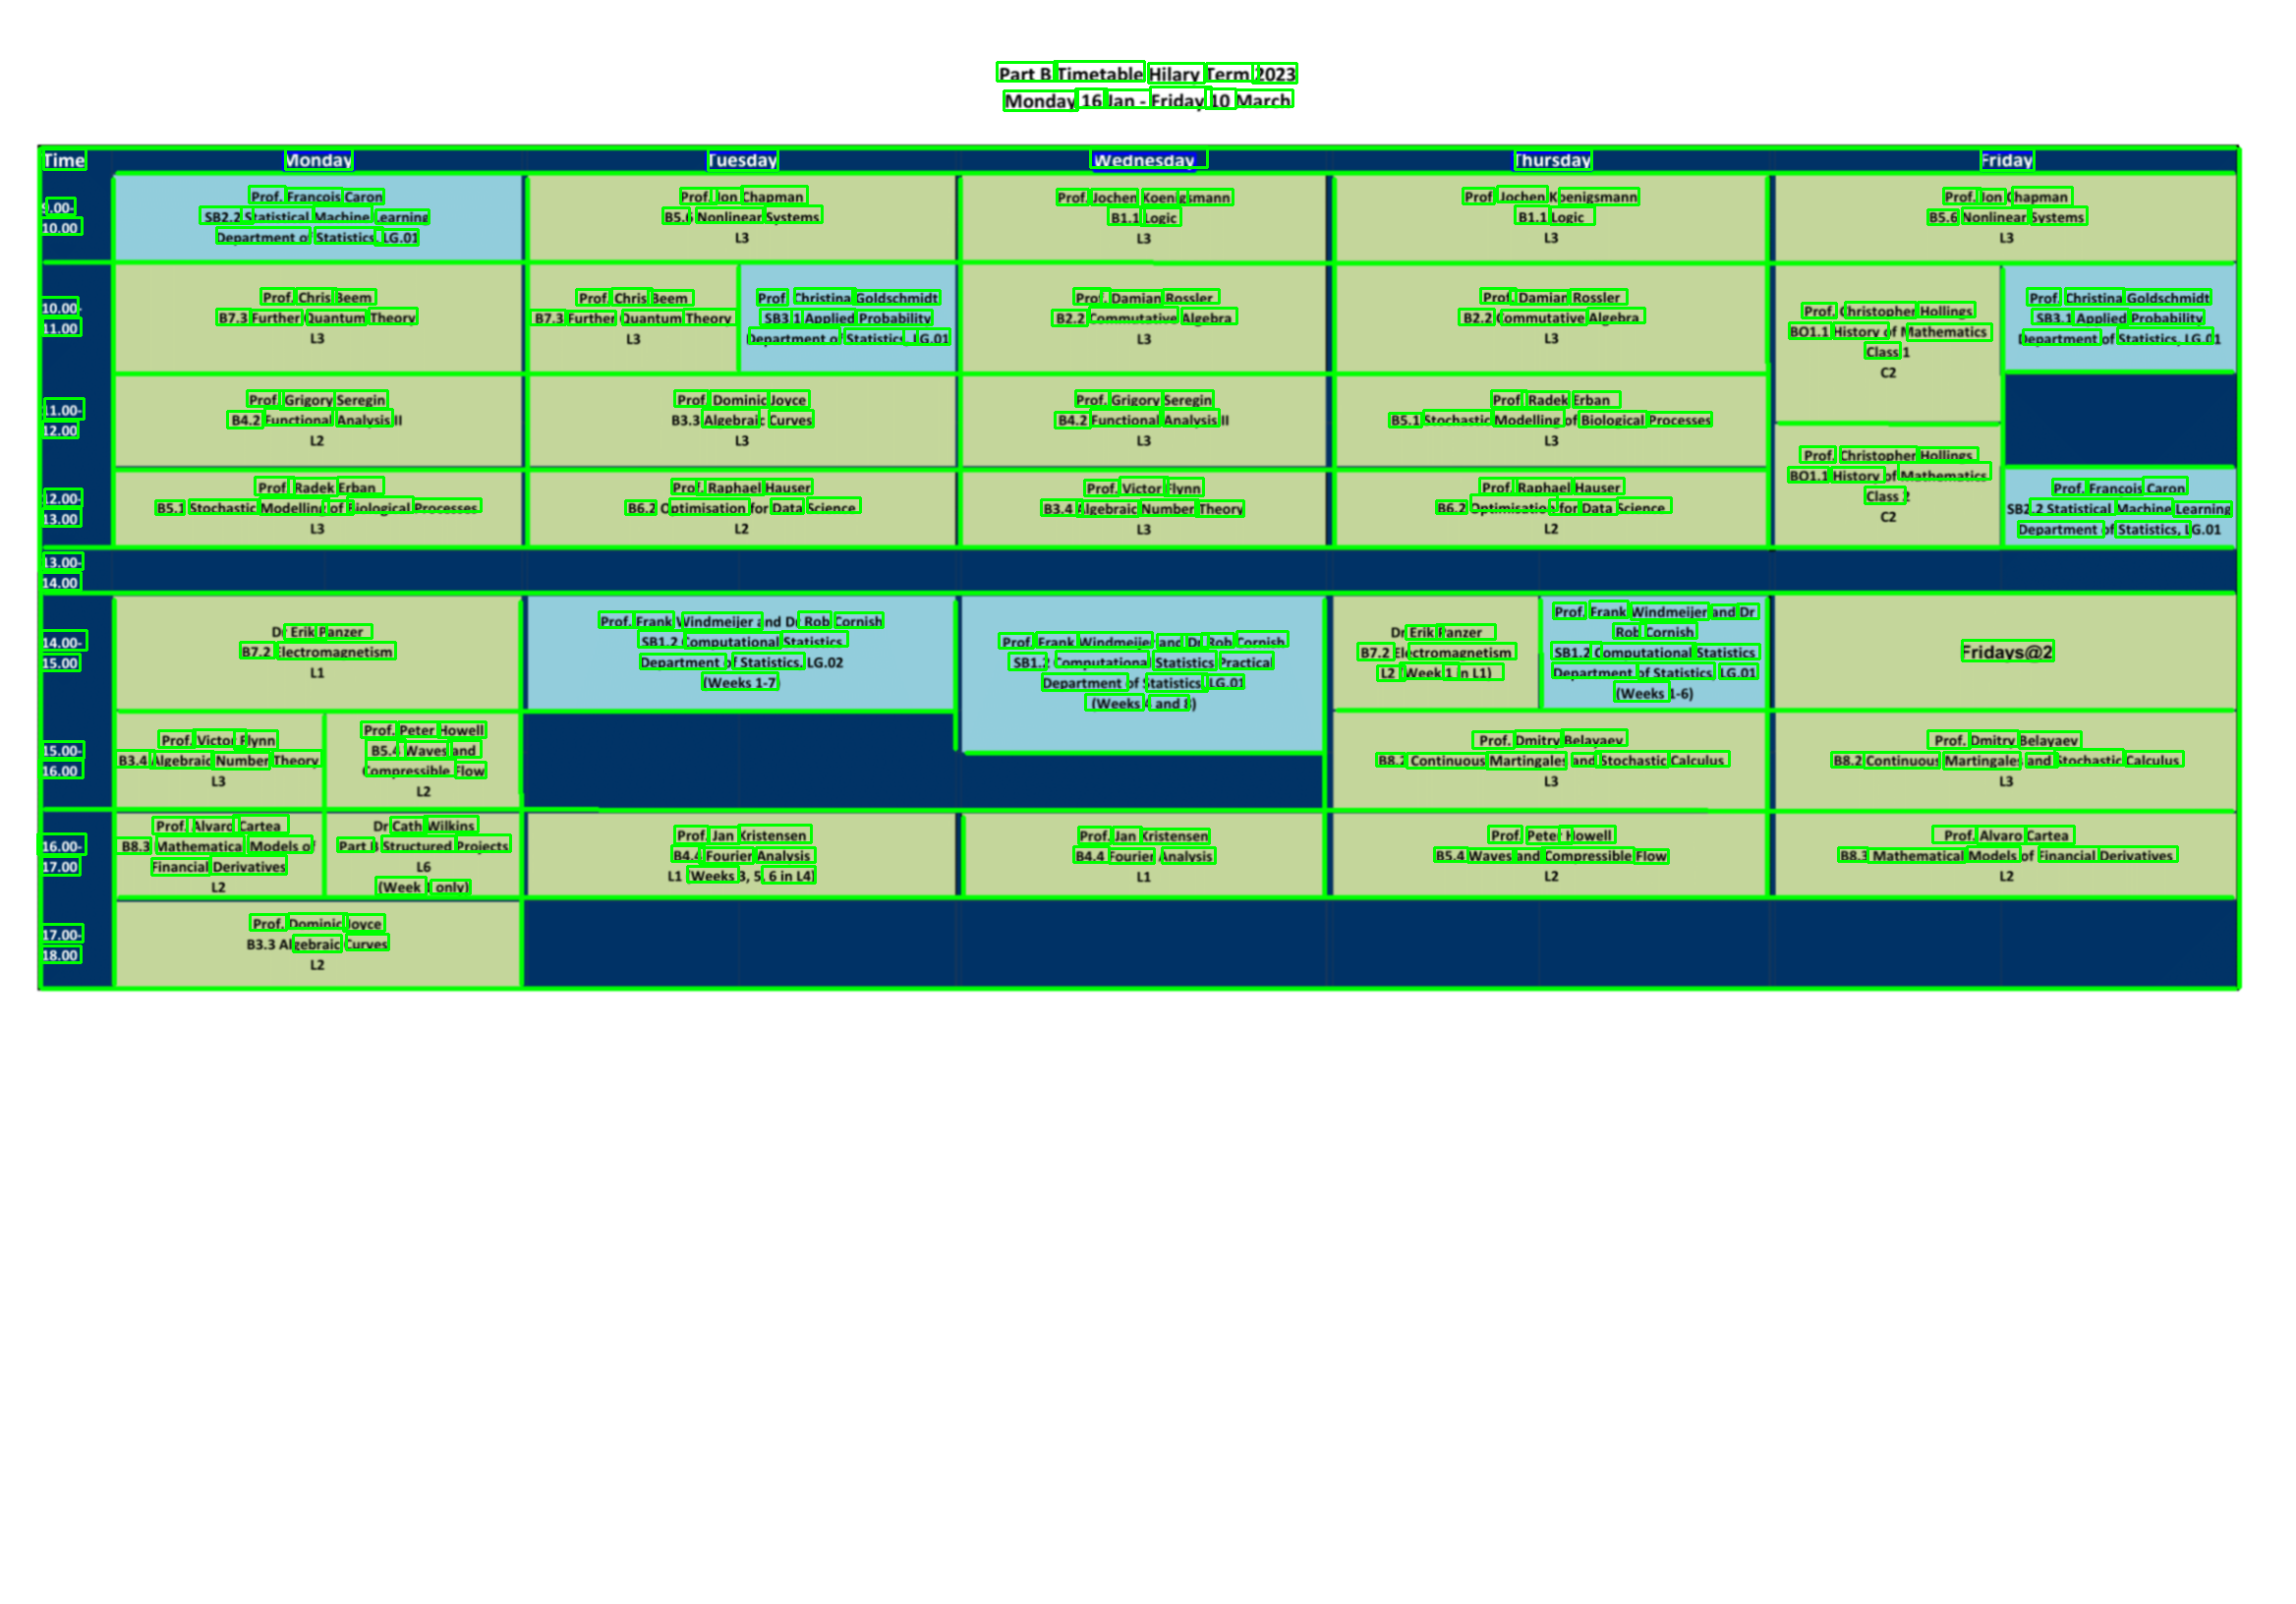 Part B Timetable Hilary Term 2023
Monday 16 Jan - Friday 10 March
Time Monday Tuesday Wednesday Thursday Friday
9.00-
10.00
Prof. Francois Caron
SB2.2 Statistical Machine Learning
Department of Statistics, LG.01
Prof. Jon Chapman
B5.6 Nonlinear Systems
L3
Prof. Jochen Koenigsmann
B1.1 Logic
L3
Prof Jochen Koenigsmann
B1.1 Logic
L3
Prof. Jon Chapman
B5.6 Nonlinear Systems
L3
10.00-
11.00
Prof. Chris Beem
B7.3 Further Quantum Theory
L3
Prof. Chris Beem
B7.3 Further Quantum Theory
L3
Prof Christina Goldschmidt
SB3.1 Applied Probability
Department of Statistics, LG.01
Prof. Damian Rossler
B2.2 Commutative Algebra
L3
Prof. Damian Rossler
B2.2 Commutative Algebra
L3
Prof. Christopher Hollings
BO1.1 History of Mathematics
Class 1
C2
Prof. Christina Goldschmidt
SB3.1 Applied Probability
Department of Statistics, LG.01
11.00-
12.00
Prof. Grigory Seregin
B4.2 Functional Analysis II
L2
Prof. Dominic Joyce
B3.3 Algebraic Curves
L3
Prof. Grigory Seregin
B4.2 Functional Analysis II
L3
Prof Radek Erban
B5.1 Stochastic Modelling of Biological Processes
L3
Prof. Christopher Hollings
BO1.1 History of Mathematics
Class 2
C2
12.00-
13.00
Prof Radek Erban
B5.1 Stochastic Modelling of Biological Processes
L3
Prof. Raphael Hauser
B6.2 Optimisation for Data Science
L2
Prof. Victor Flynn
B3.4 Algebraic Number Theory
L3
Prof. Raphael Hauser
B6.2 Optimisation for Data Science
L2
Prof. Francois Caron
SB2.2 Statistical Machine Learning
Department of Statistics, LG.01
13.00-
14.00
14.00-
15.00
Dr Erik Panzer
B7.2 Electromagnetism
L1
Prof. Frank Windmeijer and Dr Rob Cornish
SB1.2 Computational Statistics
Department of Statistics. LG.02
(Weeks 1-7)
Prof. Frank Windmeijer and Dr Rob Cornish
SB1.2 Computational Statistics Practical
Department of Statistics, LG.01
(Weeks and 8)
Dr Erik Panzer
B7.2 Electromagnetism
L2 (Week 1 in L1)
Prof. Frank Windmeijer and Dr
Rob Cornish
SB1.2 Computational Statistics
Department of Statistics LG.01
(Weeks 1-6)
Fridays@2
15.00-
16.00
Prof. Victor Flynn
B3.4 Algebraic Number Theory
L3
Prof. Peter Howell
B5.4 Waves and
Compressible Flow
L2
Prof. Dmitry Belayaev
B8.2 Continuous Martingales and Stochastic Calculus
L3
Prof. Dmitry Belayaev
B8.2 Continuous Martingales and Stochastic Calculus
L3
16.00-
17.00
Prof. Alvaro Cartea
B8.3 Mathematical Models of
Financial Derivatives
L2
Dr Cath Wilkins
Part B Structured Projects
L6
(Week only)
Prof. Jan Kristensen
B4.4 Fourier Analysis
L1 (Weeks 3, 5, 6 in L4)
Prof. Jan Kristensen
B4.4 Fourier Analysis
L1
Prof. Peter Howell
B5.4 Waves and Compressible Flow
L2
Prof. Alvaro Cartea
B8.3 Mathematical Models of Financial Derivatives
L2
17.00-
18.00
Prof. Dominic Joyce
B3.3 Algebraic Curves
L2